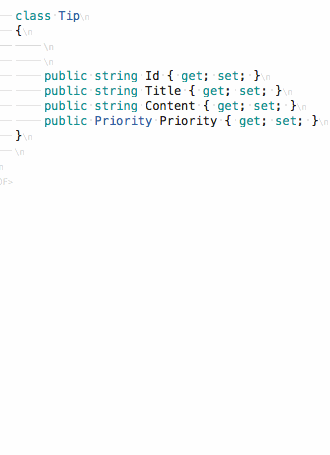 class Tip\n
{\n
\n
\n
public string Id { get; set; }\n
public string Title { get; set; }\n
public string Content { get; set; }\n
public Priority Priority { get; set; }\n
}\n
\n
n
OF>